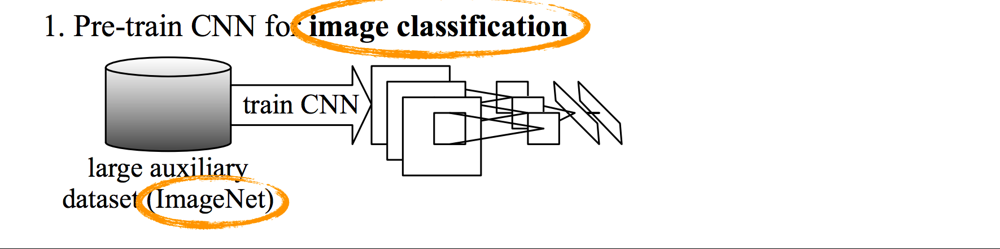 1. Pre-train CNN for image classification
train CNN
large auxiliary
dataset (ImageNet)